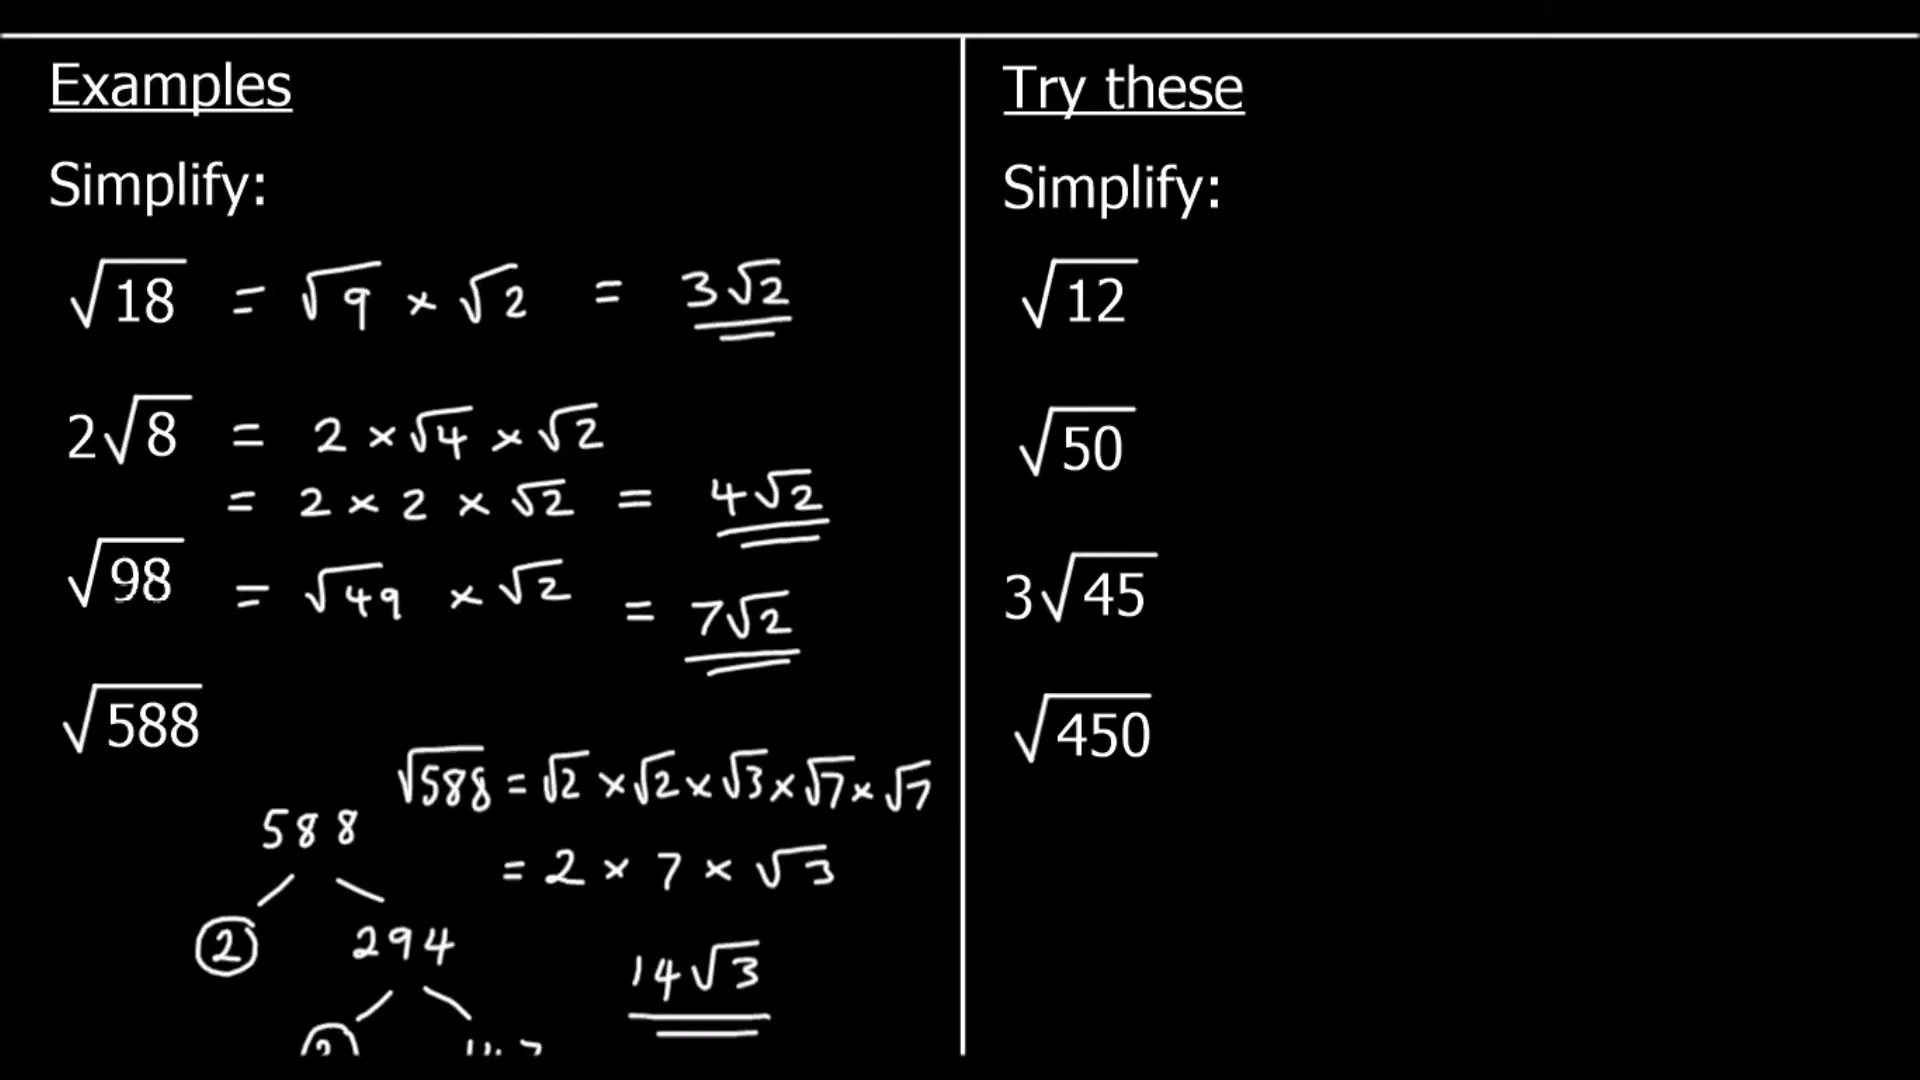 Examples
Simplify:
√18 = √9 × √2 = 3√2
2√8 = 2 × √4 × √2
= 2 × 2 × √2 = 4√2
√98 = √49 × √2 = 7√2
√588
√588 = √2 × √2 × √3 × √7 × √7
= 2 × 7 × √3
14√3
588
2 294
Try these
Simplify:
√12
√50
3√45
√450